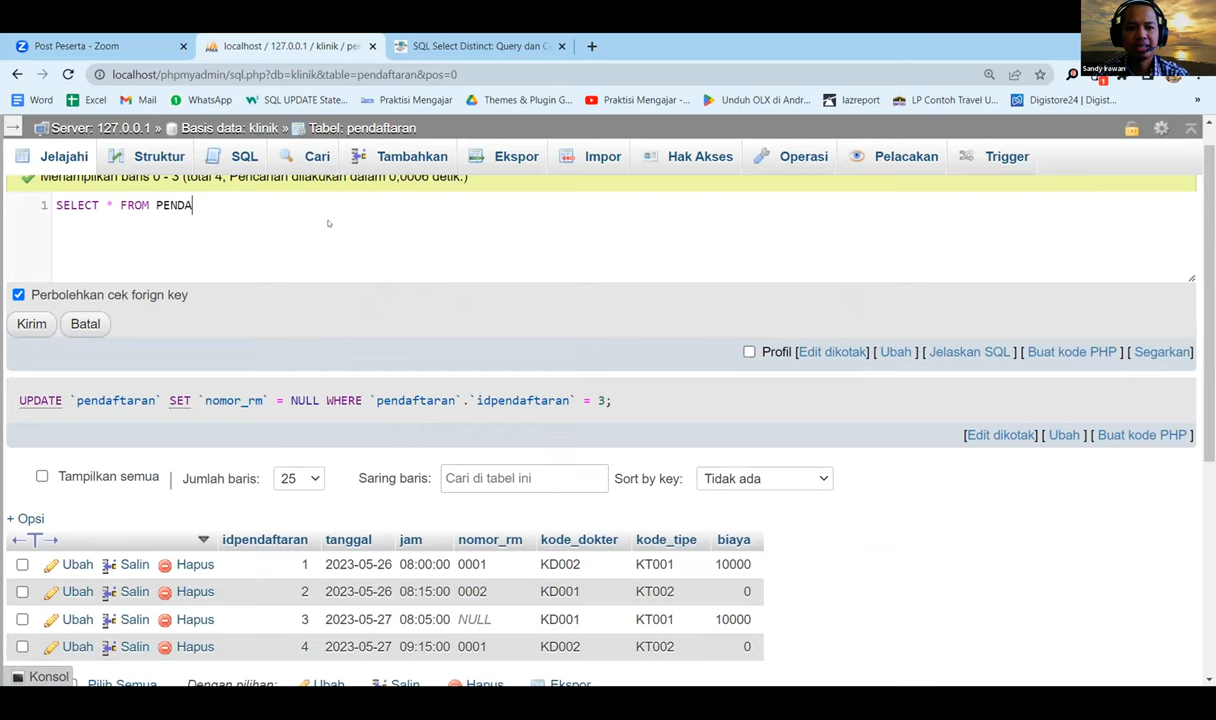 Post Peserta - Zoom
localhost / 127.0.0.1 / klinik / pe
SQL Select Distinct: Query dan C
localhost/phpmyadmin/sql.php?db=klinik&table=pendaftaran&pos=0
Sandy Irawan
Word Excel Mail WhatsApp SQL UPDATE State... Praktisi Mengajar Themes & Plugin G... Praktisi Mengajar -... Unduh OLX di Andr... lazreport LP Contoh Travel U... Digistore24 | Digist...
Server: 127.0.0.1 » Basis data: klinik » Tabel: pendaftaran
Jelajahi Struktur SQL Cari Tambahkan Ekspor Impor Hak Akses Operasi Pelacakan Trigger
Menampilkan baris 0 - 3 (total 4, Pencarian dilakukan dalam 0,0006 detik.)
1 SELECT * FROM PENDA
Perbolehkan cek forign key
Kirim Batal
Profil [Edit dikotak] [ Ubah ] [ Jelaskan SQL ] [ Buat kode PHP ] [ Segarkan]
UPDATE `pendaftaran` SET `nomor_rm` = NULL WHERE `pendaftaran`.`idpendaftaran` = 3;
[Edit dikotak] [ Ubah ] [ Buat kode PHP ]
Tampilkan semua | Jumlah baris: 25 Saring baris: Cari di tabel ini Sort by key: Tidak ada
+ Opsi
←T→ idpendaftaran tanggal jam nomor_rm kode_dokter kode_tipe biaya
Ubah Salin Hapus 1 2023-05-26 08:00:00 0001 KD002 KT001 10000
Ubah Salin Hapus 2 2023-05-26 08:15:00 0002 KD001 KT002 0
Ubah Salin Hapus 3 2023-05-27 08:05:00 NULL KD001 KT001 10000
Ubah Salin Hapus 4 2023-05-27 09:15:00 0001 KD002 KT002 0
Konsol Pilih Semua Dengan pilihan: Ubah Salin Hapus Ekspor